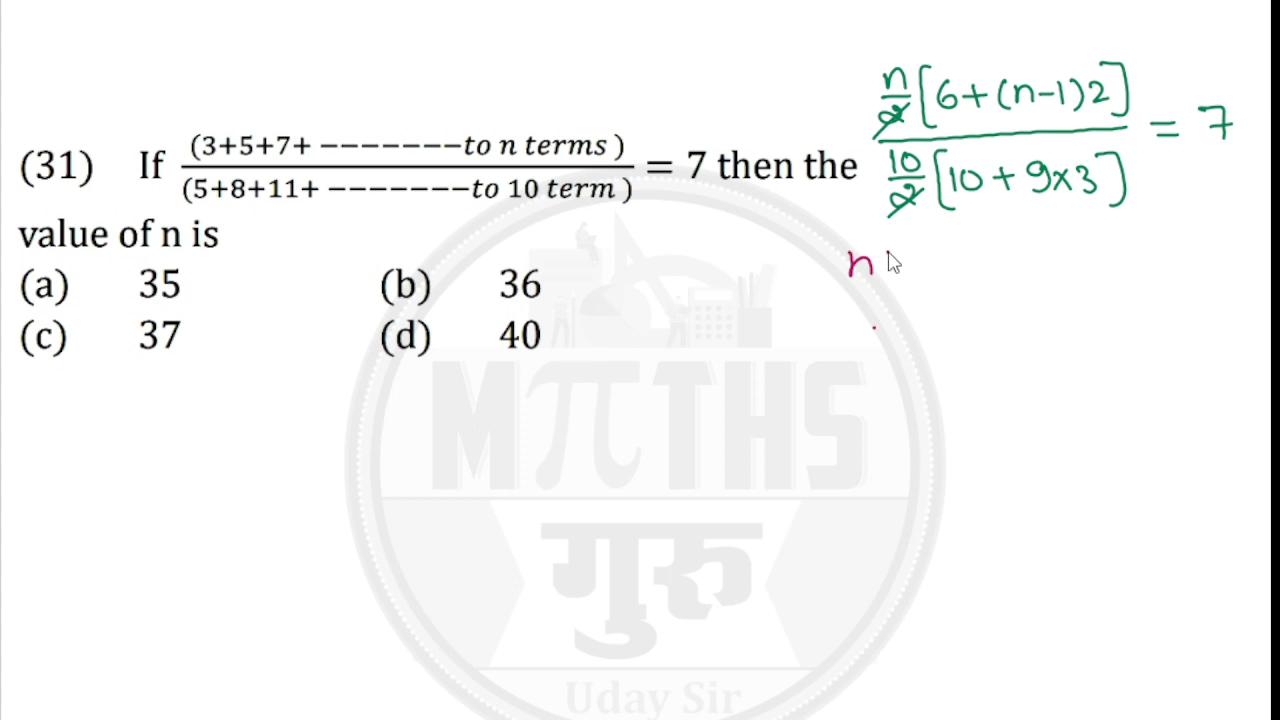 (31) If (3+5+7+ -------to n terms ) / (5+8+11+ -------to 10 term ) = 7 then the
value of n is
(a) 35 (b) 36
(c) 37 (d) 40
n/2 [6+(n-1)2] / 10/2 [10+9×3] = 7
n
MπTHS
गुरु
Uday Sir